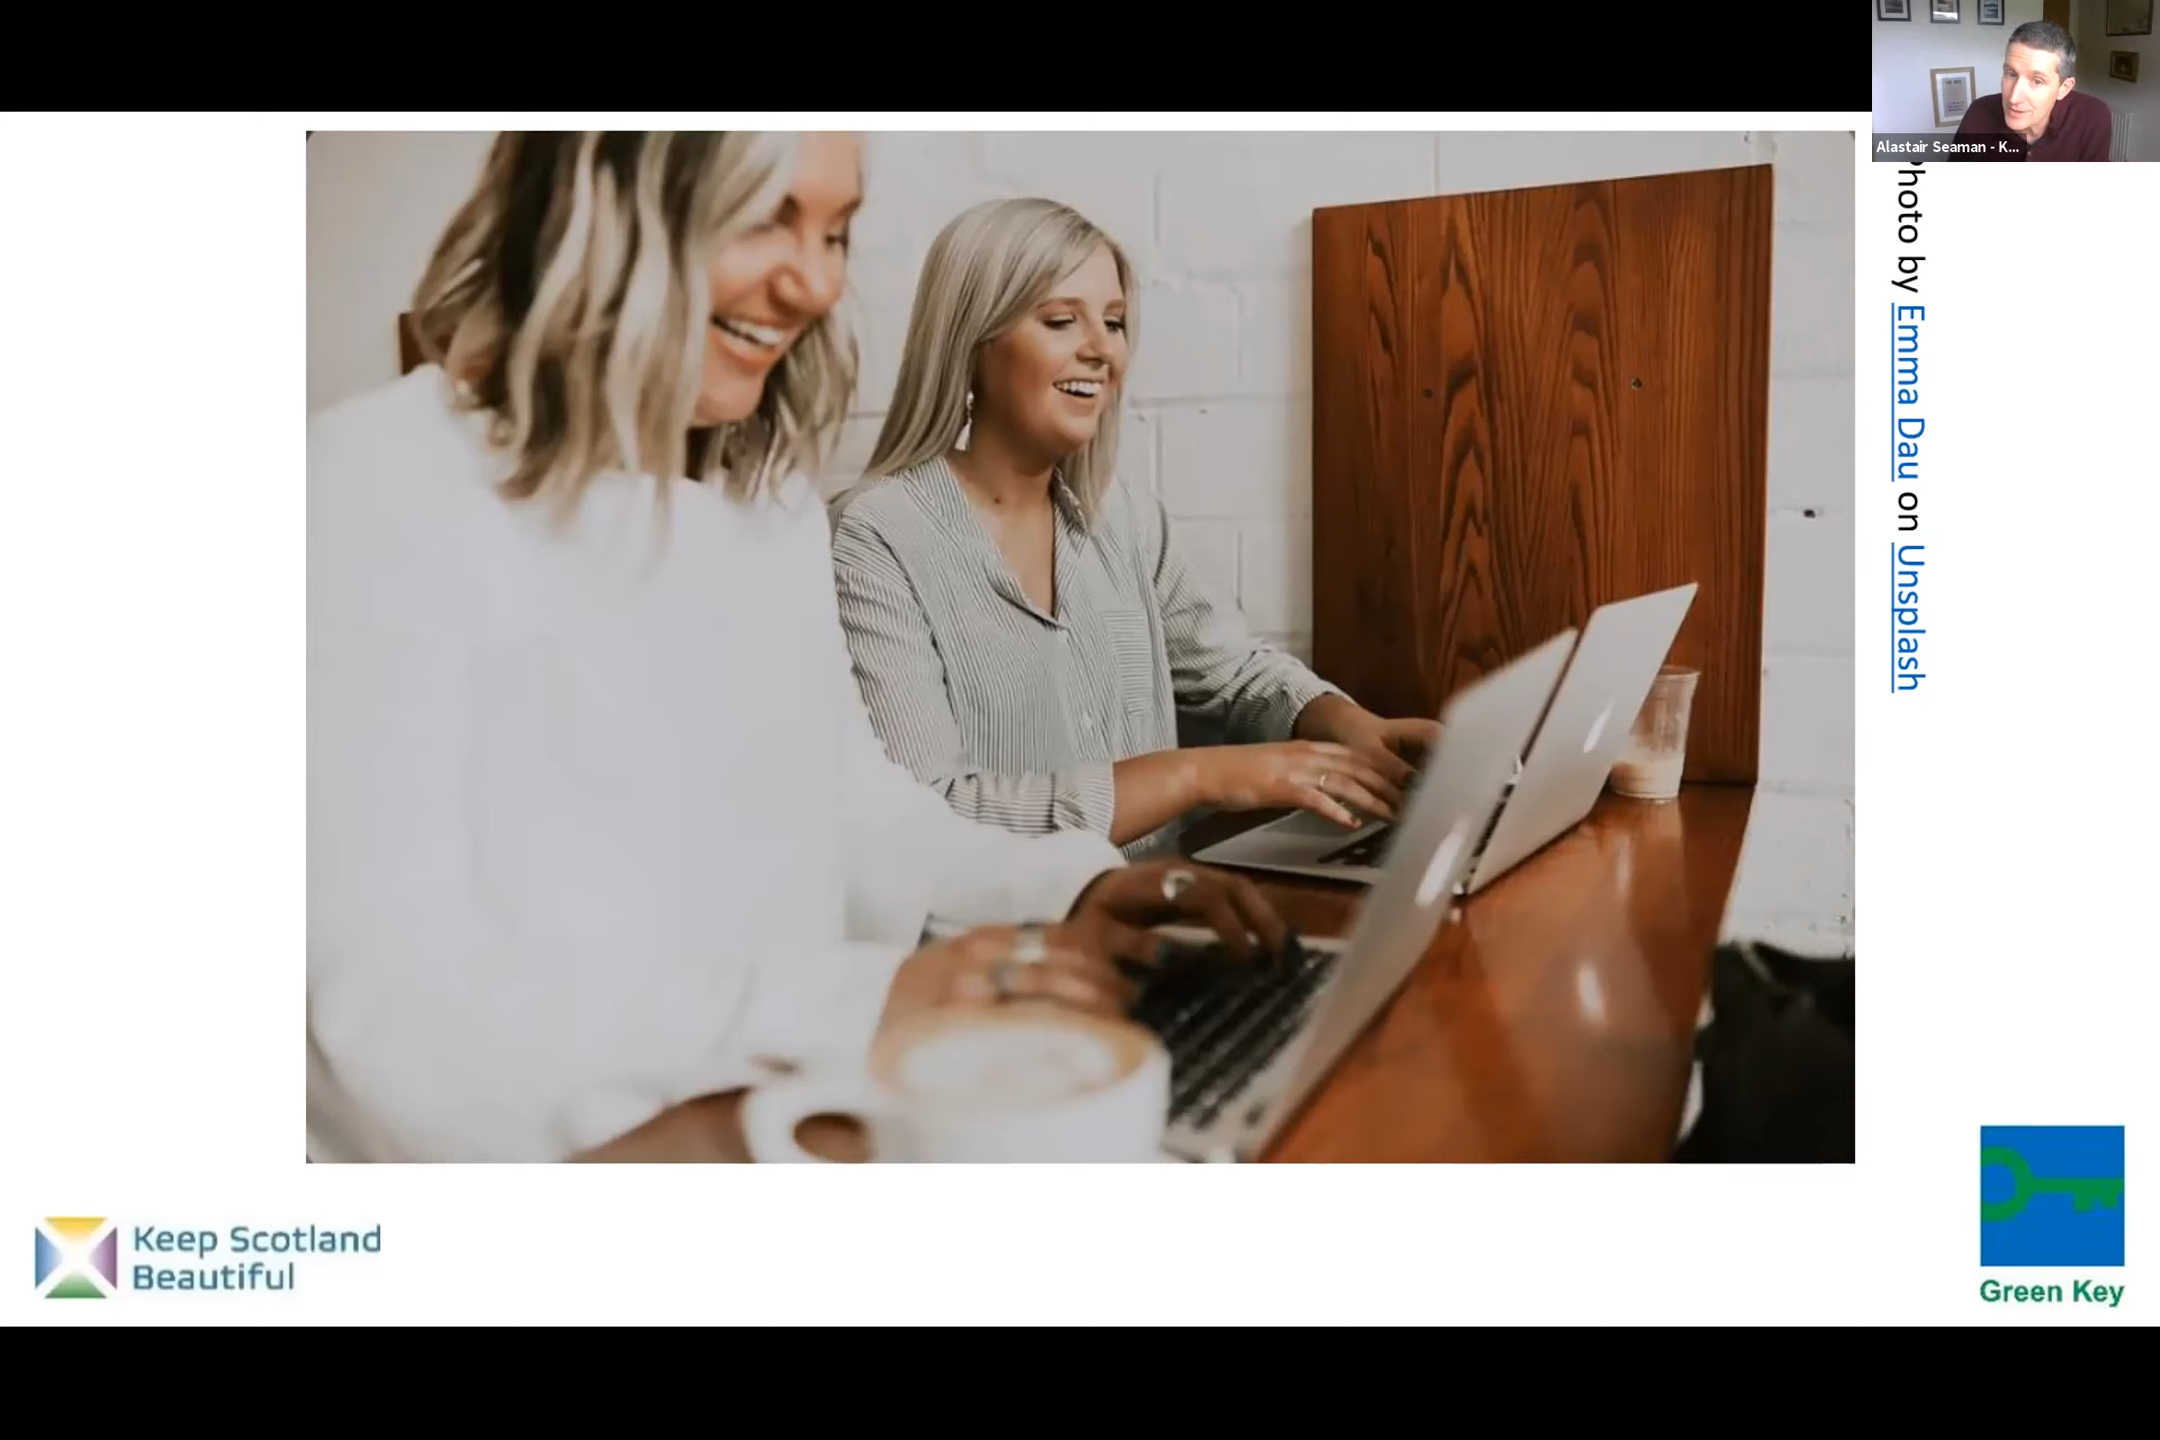 Alastair Seaman - K...
Photo by Emma Dau on Unsplash
Keep Scotland
Beautiful
Green Key